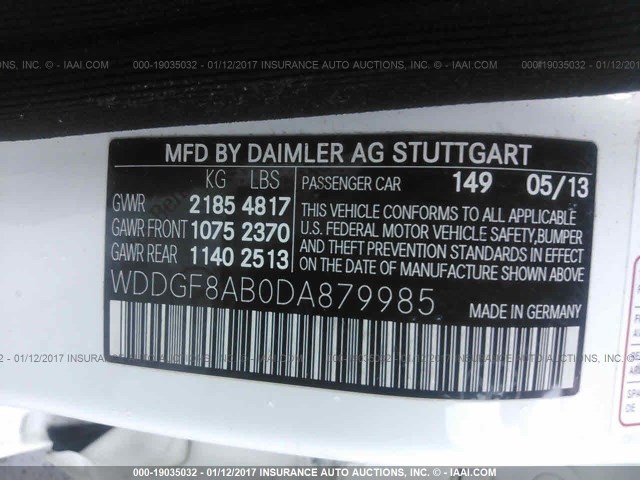 000-19035032 - 01/12/2017 INSURANCE AUTO AUCTIONS, INC. © - IAAI.COM
MFD BY DAIMLER AG STUTTGART
KG LBS
GVWR 2185 4817
GAWR FRONT 1075 2370
GAWR REAR 1140 2513
PASSENGER CAR 149 05/13
THIS VEHICLE CONFORMS TO ALL APPLICABLE
U.S. FEDERAL MOTOR VEHICLE SAFETY, BUMPER
AND THEFT PREVENTION STANDARDS IN EFFECT
ON THE DATE OF MANUFACTURE SHOWN ABOVE.
WDDGF8AB0DA879985
MADE IN GERMANY
000-19035032 - 01/12/2017 INSURANCE AUTO AUCTIONS, INC. © - IAAI.COM
000-19035032 - 01/12/2017 INSURANCE AUTO AUCTIONS, INC. © - IAAI.COM